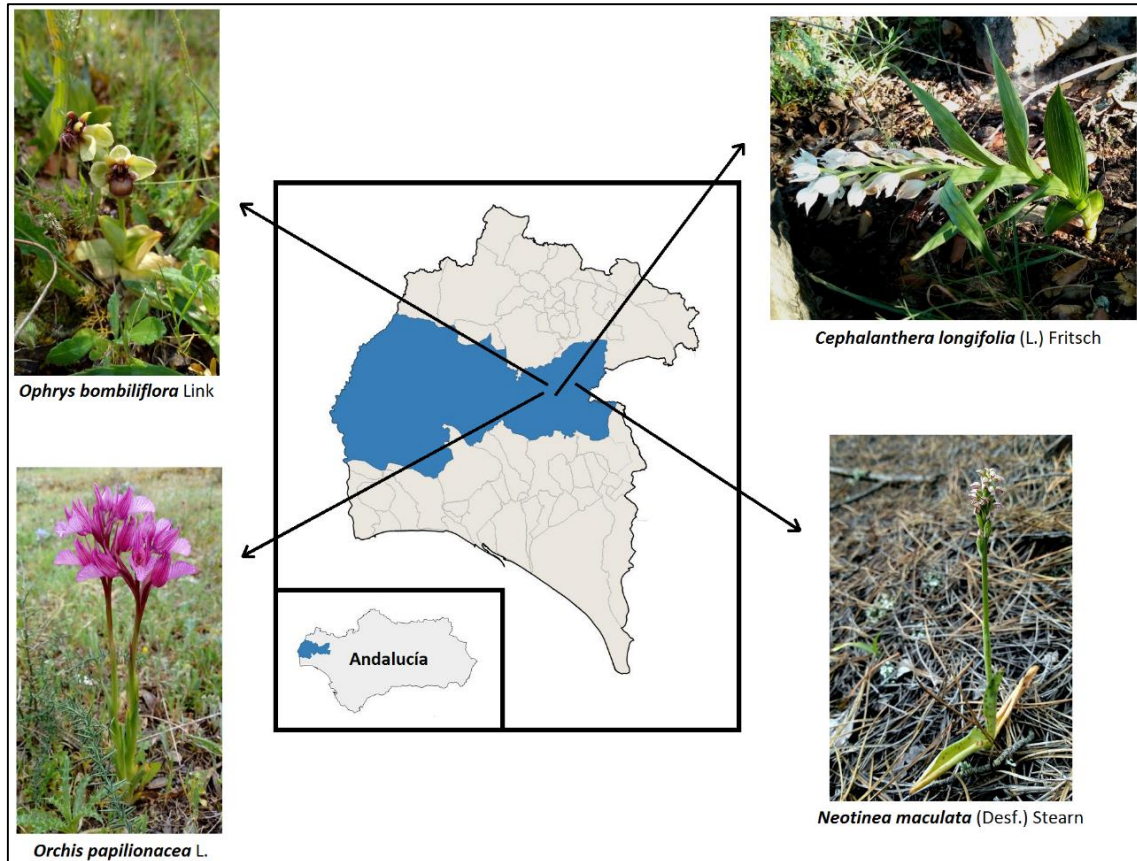 Ophrys bombiliflora Link
Cephalanthera longifolia (L.) Fritsch
Andalucía
Orchis papilionacea L.
Neotinea maculata (Desf.) Stearn